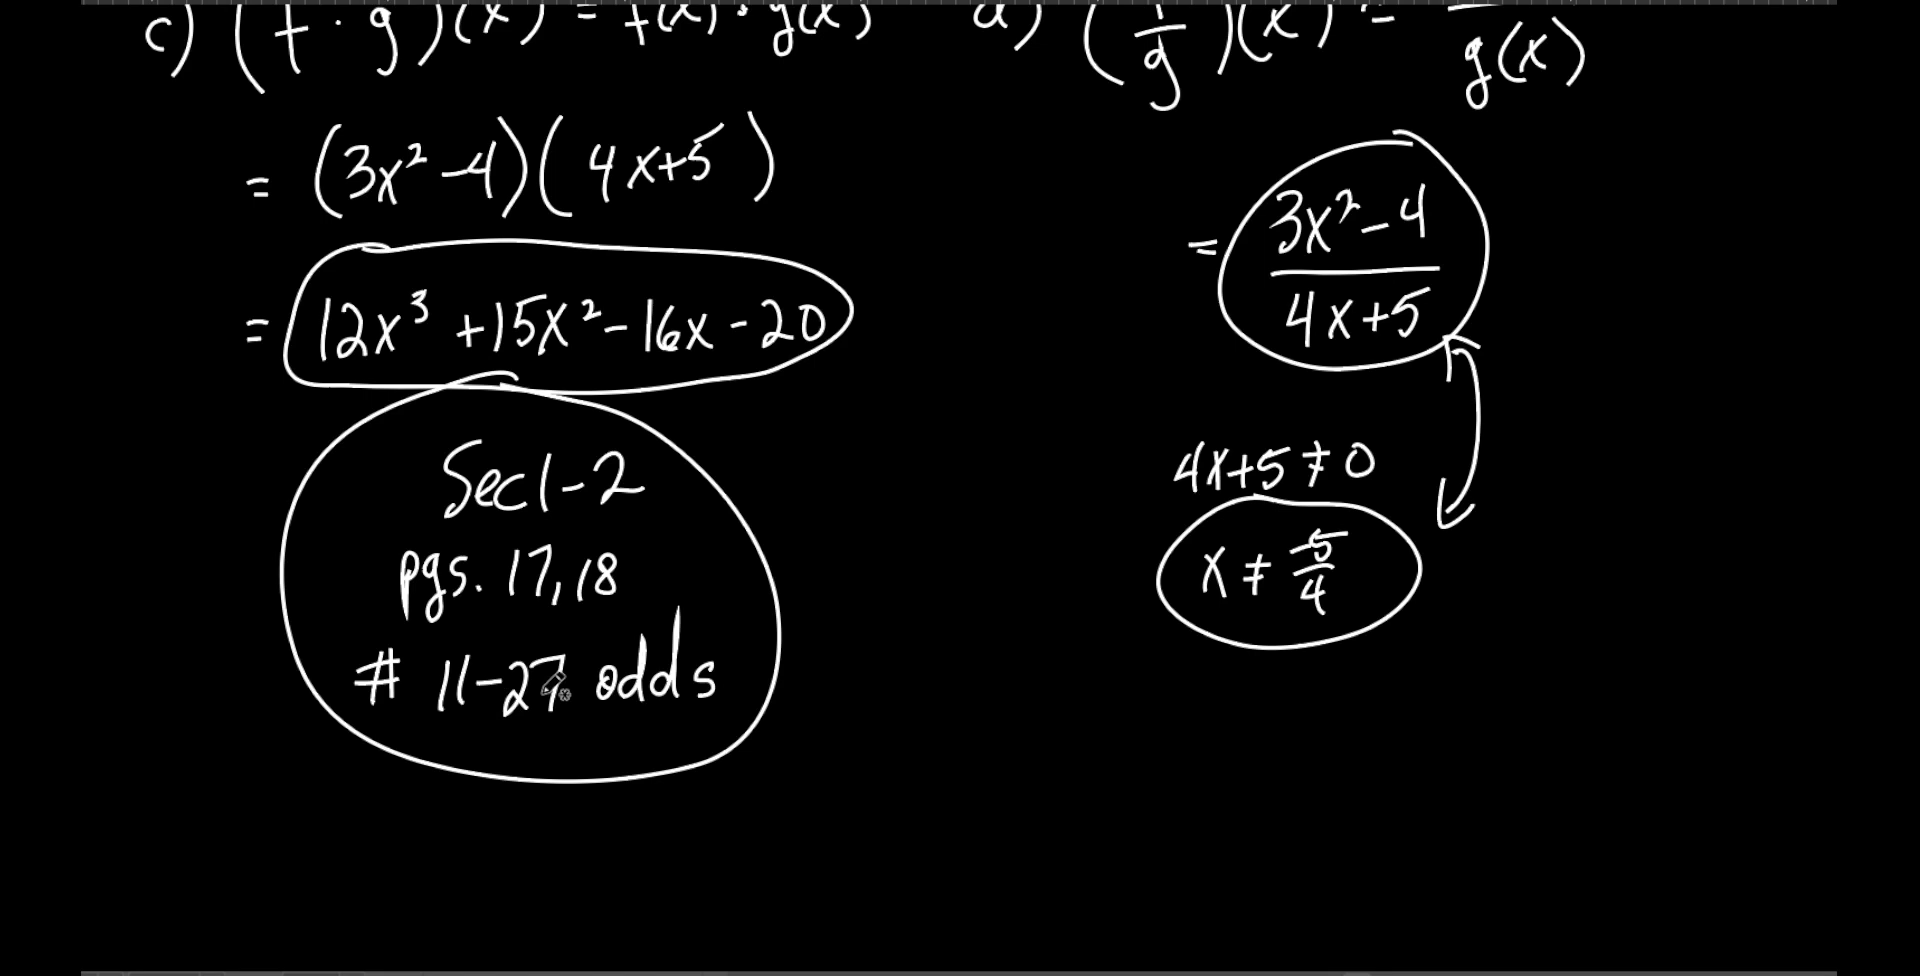 c) (f · g)(x) = f(x) · g(x)
= (3x² - 4)(4x+5)
= 12x³ + 15x² - 16x - 20
Sec 1-2
pgs. 17, 18
# 11-27 odds
d) (f/g)(x) = /g(x)
= (3x² - 4)/(4x+5)
4x+5 ≠ 0
x ≠ 5/4